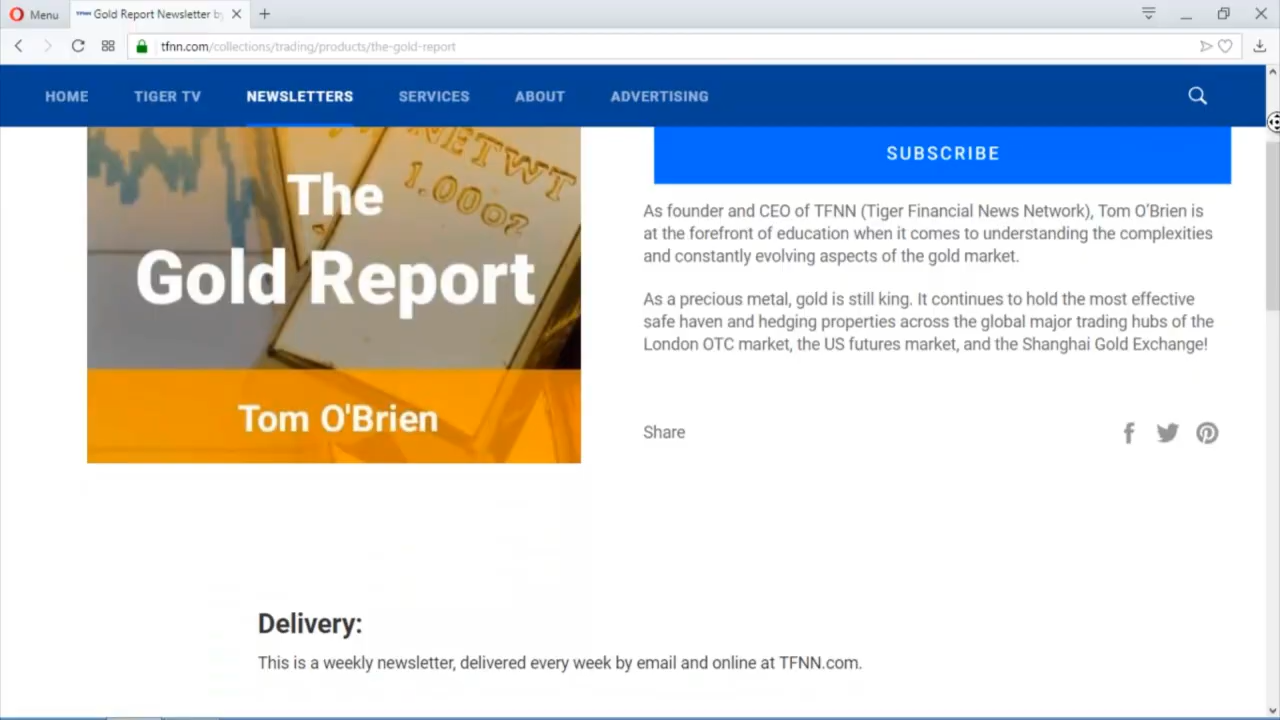 Menu
TFNN Gold Report Newsletter by
tfnn.com/collections/trading/products/the-gold-report
HOME TIGER TV NEWSLETTERS SERVICES ABOUT ADVERTISING
NET WT
1.00oz
The
Gold Report
Tom O'Brien
SUBSCRIBE
As founder and CEO of TFNN (Tiger Financial News Network), Tom O'Brien is
at the forefront of education when it comes to understanding the complexities
and constantly evolving aspects of the gold market.
As a precious metal, gold is still king. It continues to hold the most effective
safe haven and hedging properties across the global major trading hubs of the
London OTC market, the US futures market, and the Shanghai Gold Exchange!
Share
Delivery:
This is a weekly newsletter, delivered every week by email and online at TFNN.com.